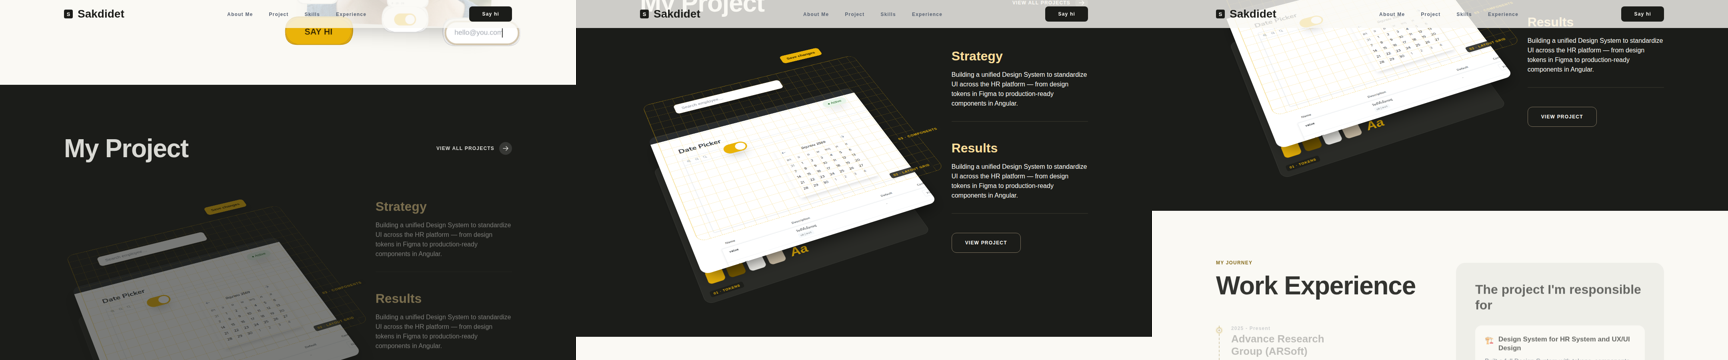 S Sakdidet
About Me Project Skills Experience
Say hi
SAY HI
hello@you.com
My Project
VIEW ALL PROJECTS
Strategy
Building a unified Design System to standardize
UI across the HR platform — from design
tokens in Figma to production-ready
components in Angular.
Results
Building a unified Design System to standardize
UI across the HR platform — from design
tokens in Figma to production-ready
components in Angular.
Date Picker
My Project
VIEW ALL PROJECTS
S Sakdidet
About Me Project Skills Experience
Say hi
Date Picker
Aa
Strategy
Building a unified Design System to standardize
UI across the HR platform — from design
tokens in Figma to production-ready
components in Angular.
Results
Building a unified Design System to standardize
UI across the HR platform — from design
tokens in Figma to production-ready
components in Angular.
VIEW PROJECT
S Sakdidet
About Me Project Skills Experience
Say hi
Date Picker
Aa
Results
Building a unified Design System to standardize
UI across the HR platform — from design
tokens in Figma to production-ready
components in Angular.
VIEW PROJECT
MY JOURNEY
Work Experience
2025 - Present
Advance Research
Group (ARSoft)
The project I'm responsible
for
Design System for HR System and UX/UI
Design